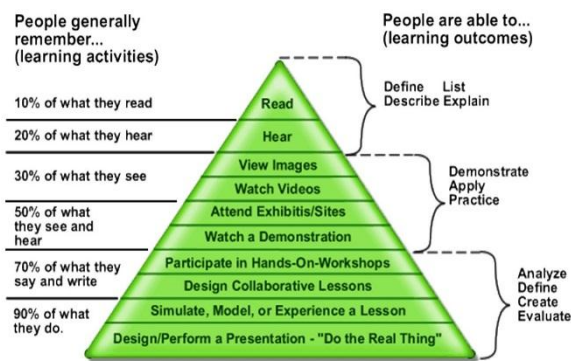 People generally
remember...
(learning activities)
People are able to...
(learning outcomes)
10% of what they read
20% of what they hear
30% of what they see
50% of what
they see and
hear
70% of what they
say and write
90% of what
they do.
Read
Hear
View Images
Watch Videos
Attend Exhibitis/Sites
Watch a Demonstration
Participate in Hands-On-Workshops
Design Collaborative Lessons
Simulate, Model, or Experience a Lesson
Design/Perform a Presentation - "Do the Real Thing"
Define List
Describe Explain
Demonstrate
Apply
Practice
Analyze
Define
Create
Evaluate